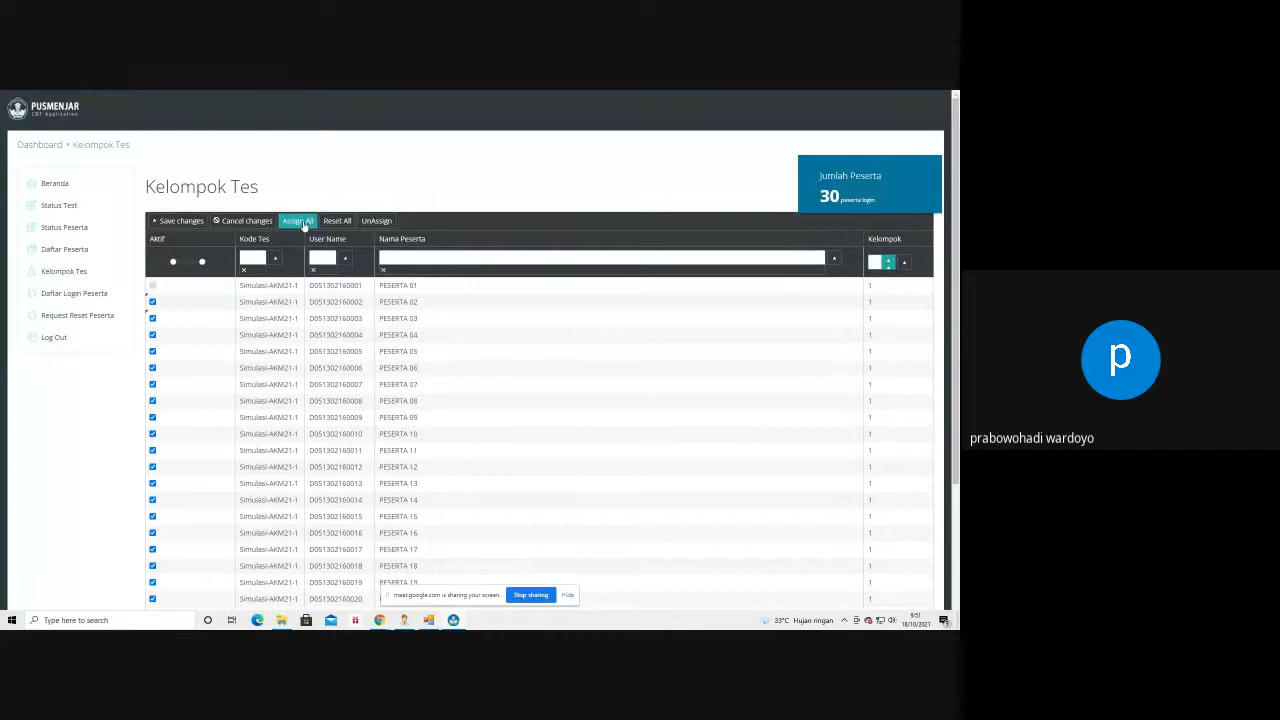 PUSMENJAR
CBT Application
Dashboard • Kelompok Tes
Beranda
Status Test
Status Peserta
Daftar Peserta
Kelompok Tes
Daftar Login Peserta
Request Reset Peserta
Log Out
Kelompok Tes
Jumlah Peserta
30 peserta login
Save changes Cancel changes Assign All Reset All UnAssign
Aktif Kode Tes User Name Nama Peserta Kelompok
Simulasi-AKM21-1 D051302160001 PESERTA 01 1
Simulasi-AKM21-1 D051302160002 PESERTA 02 1
Simulasi-AKM21-1 D051302160003 PESERTA 03 1
Simulasi-AKM21-1 D051302160004 PESERTA 04 1
Simulasi-AKM21-1 D051302160005 PESERTA 05 1
Simulasi-AKM21-1 D051302160006 PESERTA 06 1
Simulasi-AKM21-1 D051302160007 PESERTA 07 1
Simulasi-AKM21-1 D051302160008 PESERTA 08 1
Simulasi-AKM21-1 D051302160009 PESERTA 09 1
Simulasi-AKM21-1 D051302160010 PESERTA 10 1
Simulasi-AKM21-1 D051302160011 PESERTA 11 1
Simulasi-AKM21-1 D051302160012 PESERTA 12 1
Simulasi-AKM21-1 D051302160013 PESERTA 13 1
Simulasi-AKM21-1 D051302160014 PESERTA 14 1
Simulasi-AKM21-1 D051302160015 PESERTA 15 1
Simulasi-AKM21-1 D051302160016 PESERTA 16 1
Simulasi-AKM21-1 D051302160017 PESERTA 17 1
Simulasi-AKM21-1 D051302160018 PESERTA 18 1
Simulasi-AKM21-1 D051302160019 PESERTA 19 1
Simulasi-AKM21-1 D051302160020 1
meet.google.com is sharing your screen. Stop sharing Hide
Type here to search
33°C Hujan ringan
9:51
18/10/2021
p
prabowohadi wardoyo